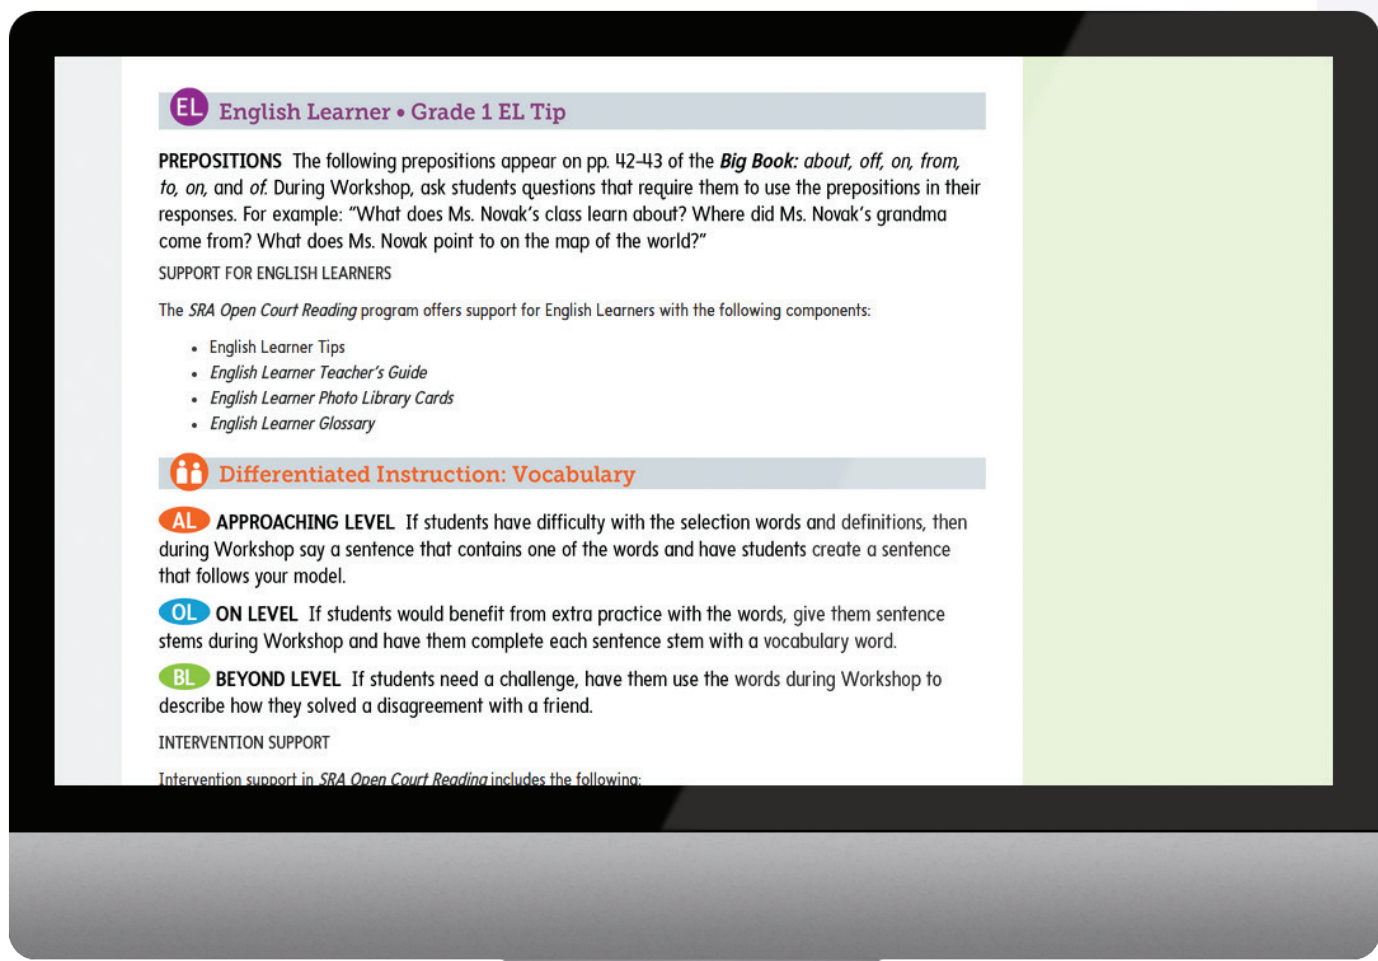 EL English Learner • Grade 1 EL Tip
PREPOSITIONS The following prepositions appear on pp. 42–43 of the Big Book: about, off, on, from,
to, on, and of. During Workshop, ask students questions that require them to use the prepositions in their
responses. For example: “What does Ms. Novak’s class learn about? Where did Ms. Novak’s grandma
come from? What does Ms. Novak point to on the map of the world?”
SUPPORT FOR ENGLISH LEARNERS
The SRA Open Court Reading program offers support for English Learners with the following components:
• English Learner Tips
• English Learner Teacher’s Guide
• English Learner Photo Library Cards
• English Learner Glossary
Differentiated Instruction: Vocabulary
AL APPROACHING LEVEL If students have difficulty with the selection words and definitions, then
during Workshop say a sentence that contains one of the words and have students create a sentence
that follows your model.
OL ON LEVEL If students would benefit from extra practice with the words, give them sentence
stems during Workshop and have them complete each sentence stem with a vocabulary word.
BL BEYOND LEVEL If students need a challenge, have them use the words during Workshop to
describe how they solved a disagreement with a friend.
INTERVENTION SUPPORT
Intervention support in SRA Open Court Reading includes the following: